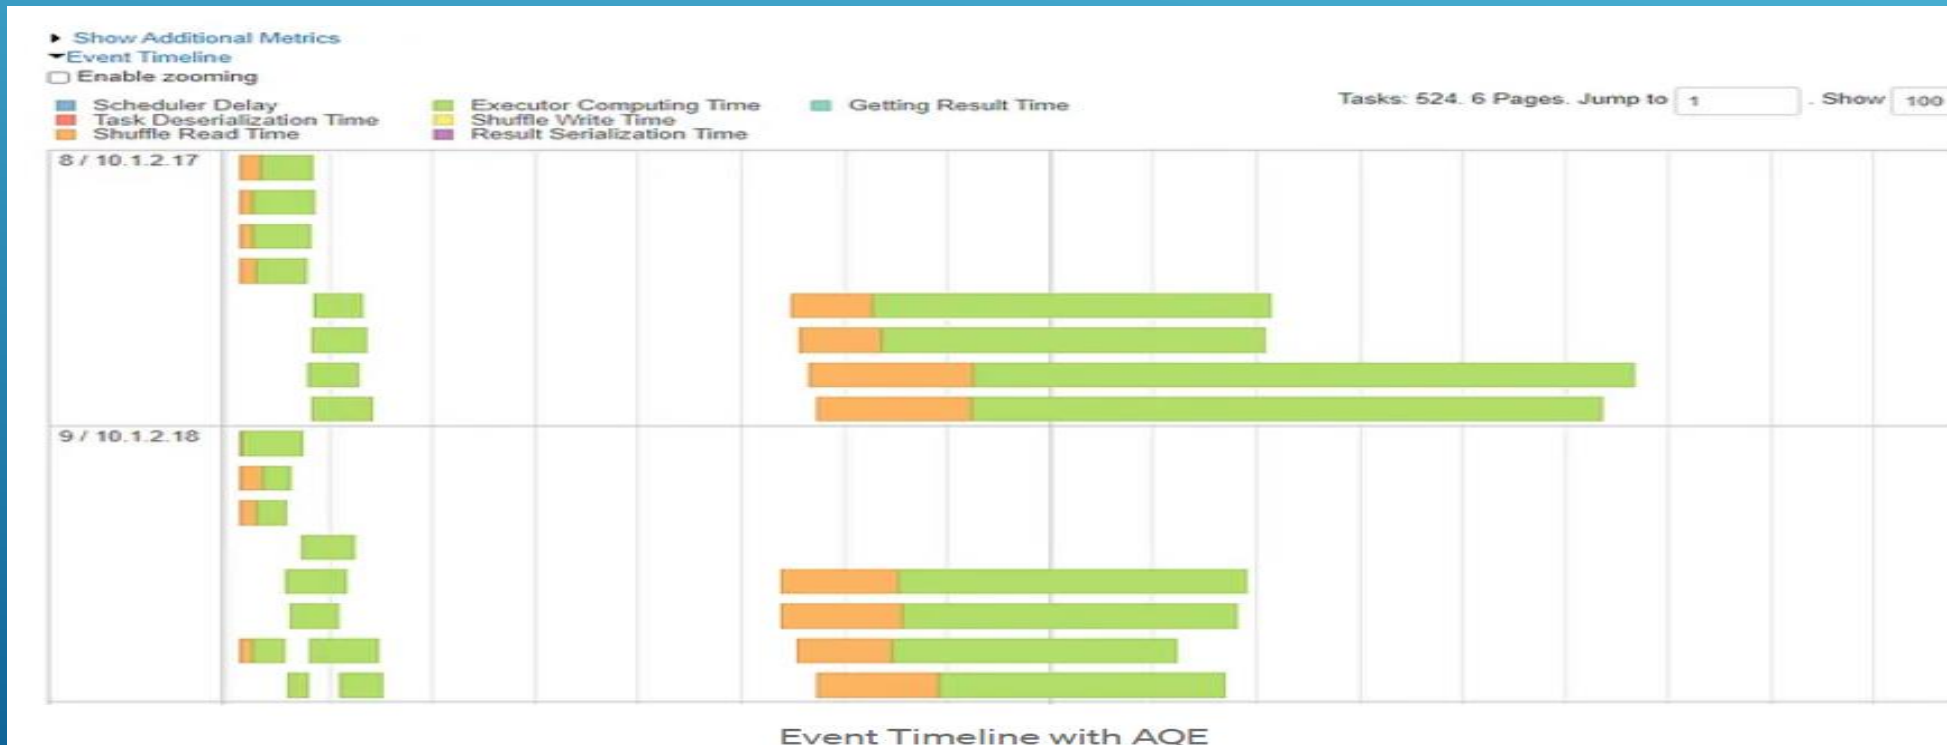 Show Additional Metrics
Event Timeline
Enable zooming
Scheduler Delay
Executor Computing Time
Getting Result Time
Task Deserialization Time
Shuffle Write Time
Shuffle Read Time
Result Serialization Time
Tasks: 524. 6 Pages. Jump to 1 . Show 100
8 / 10.1.2.17
9 / 10.1.2.18
Event Timeline with AQE